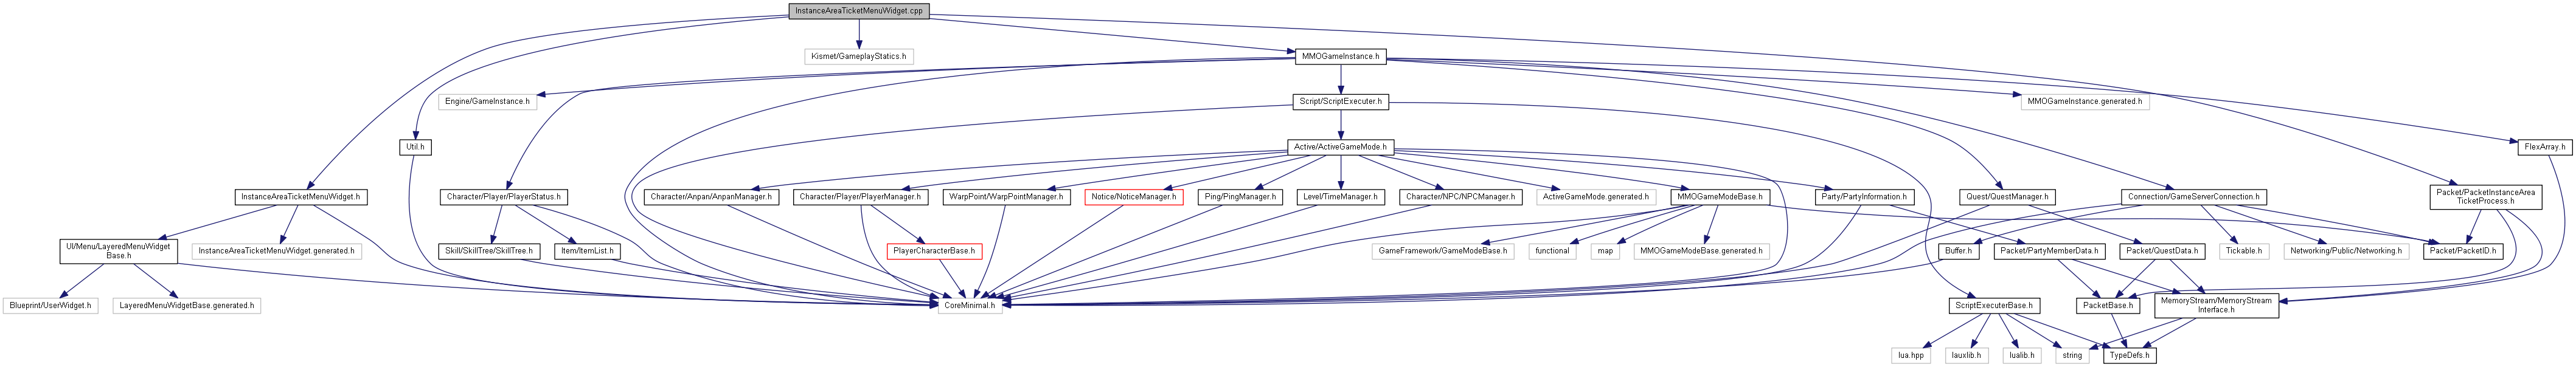 InstanceAreaTicketMenuWidget.cpp
Kismet/GameplayStatics.h
MMOGameInstance.h
Engine/GameInstance.h
Script/ScriptExecuter.h
MMOGameInstance.generated.h
Util.h
Active/ActiveGameMode.h
FlexArray.h
InstanceAreaTicketMenuWidget.h
Character/Player/PlayerStatus.h
Character/Anpan/AnpanManager.h
Character/Player/PlayerManager.h
WarpPoint/WarpPointManager.h
Notice/NoticeManager.h
Ping/PingManager.h
Level/TimeManager.h
Character/NPC/NPCManager.h
ActiveGameMode.generated.h
MMOGameModeBase.h
Party/PartyInformation.h
Quest/QuestManager.h
Connection/GameServerConnection.h
Packet/PacketInstanceArea
TicketProcess.h
UI/Menu/LayeredMenuWidget
Base.h
InstanceAreaTicketMenuWidget.generated.h
Skill/SkillTree/SkillTree.h
Item/ItemList.h
PlayerCharacterBase.h
GameFramework/GameModeBase.h
functional
map
MMOGameModeBase.generated.h
Buffer.h
Packet/PartyMemberData.h
Packet/QuestData.h
Tickable.h
Networking/Public/Networking.h
Packet/PacketID.h
Blueprint/UserWidget.h
LayeredMenuWidgetBase.generated.h
CoreMinimal.h
ScriptExecuterBase.h
PacketBase.h
MemoryStream/MemoryStream
Interface.h
lua.hpp
lauxlib.h
lualib.h
string
TypeDefs.h